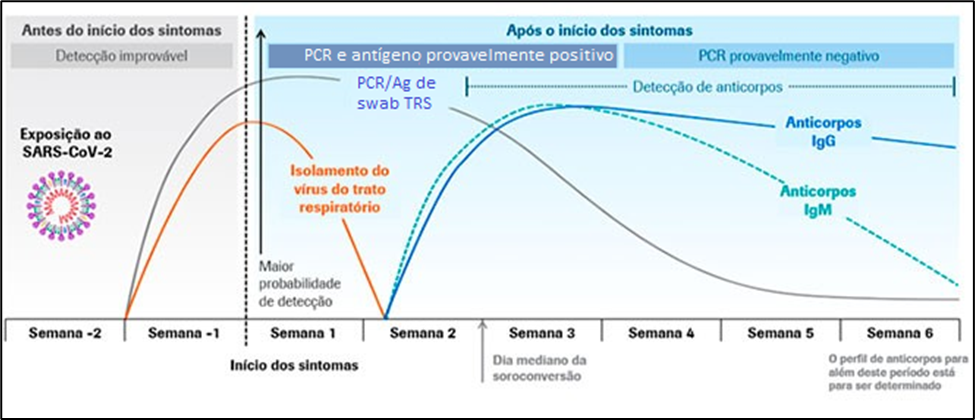 Antes do início dos sintomas
Após o início dos sintomas
Detecção improvável
PCR e antígeno provavelmente positivo
PCR provavelmente negativo
PCR/Ag de
swab TRS
Detecção de anticorpos
Exposição ao
SARS-CoV-2
Anticorpos
IgG
Isolamento do
vírus do trato
respiratório
Anticorpos
IgM
Maior
probabilidade
de detecção
Semana -2
Semana -1
Semana 1
Semana 2
Semana 3
Semana 4
Semana 5
Semana 6
Início dos sintomas
Dia mediano da
soroconversão
O perfil de anticorpos para
além deste período está
para ser determinado